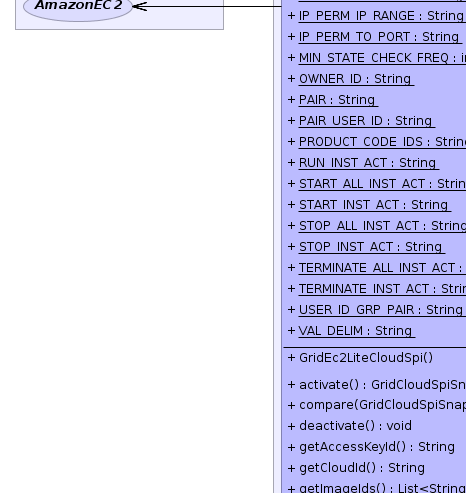 AmazonEC2
+ IP_PERM_IP_RANGE : String
+ IP_PERM_TO_PORT : String
+ MIN_STATE_CHECK_FREQ :
+ OWNER_ID : String
+ PAIR : String
+ PAIR_USER_ID : String
+ PRODUCT_CODE_IDS : String
+ RUN_INST_ACT : String
+ START_ALL_INST_ACT : Strin
+ START_INST_ACT : String
+ STOP_ALL_INST_ACT : String
+ STOP_INST_ACT : String
+ TERMINATE_ALL_INST_ACT :
+ TERMINATE_INST_ACT : Strin
+ USER_ID_GRP_PAIR : String
+ VAL_DELIM : String
+ GridEc2LiteCloudSpi()
+ activate() : GridCloudSpiSn
+ compare(GridCloudSpiSnap
+ deactivate() : void
+ getAccessKeyId() : String
+ getCloudId() : String
+ getImageIds() : List<String